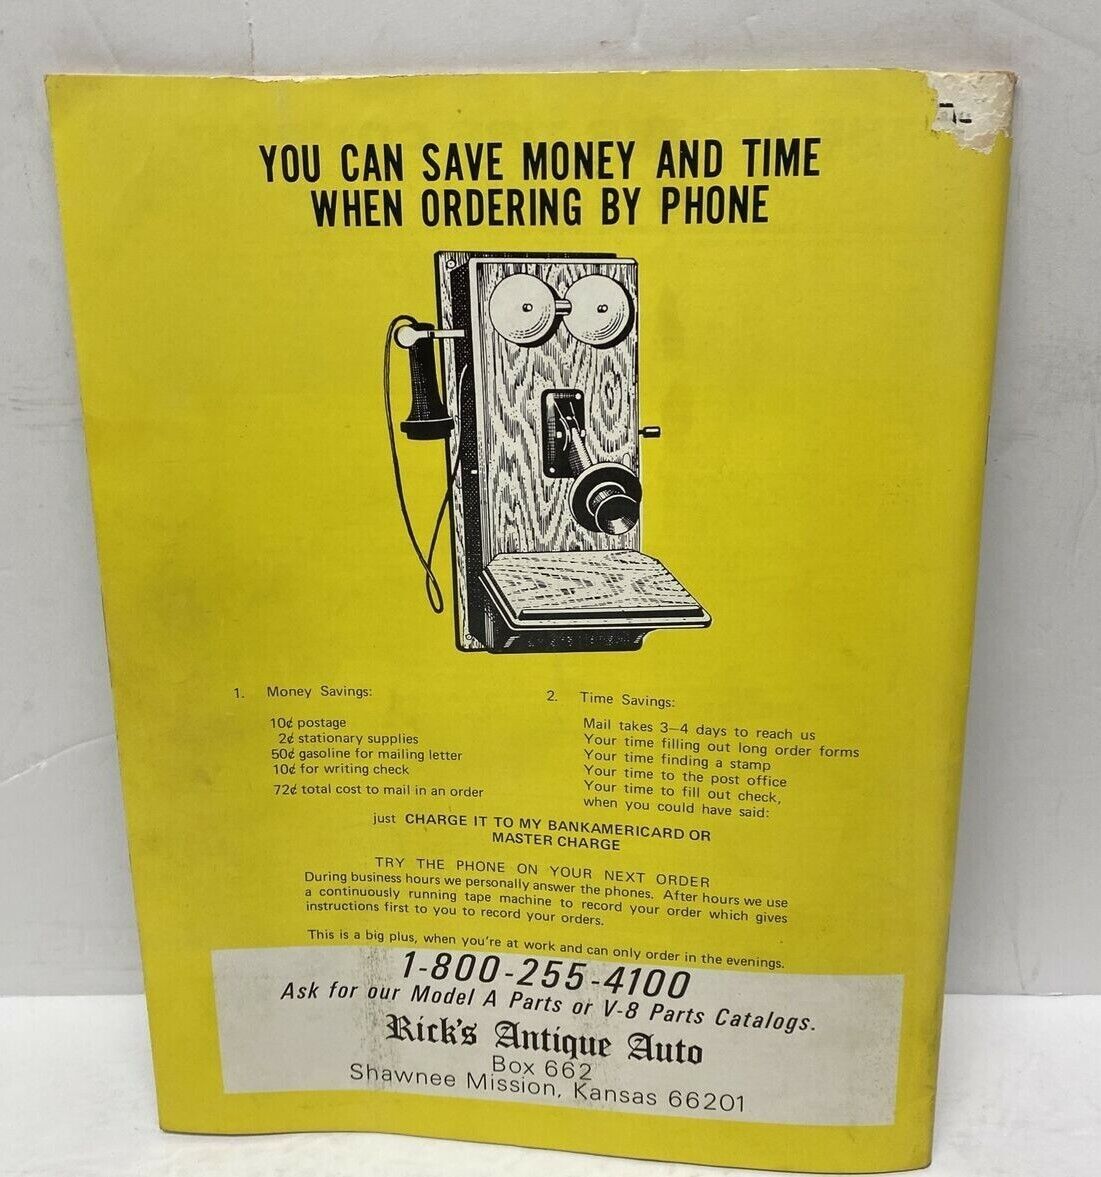 YOU CAN SAVE MONEY AND TIME
WHEN ORDERING BY PHONE
1. Money Savings:
10¢ postage
2¢ stationary supplies
50¢ gasoline for mailing letter
10¢ for writing check
72¢ total cost to mail in an order
2. Time Savings:
Mail takes 3–4 days to reach us
Your time filling out long order forms
Your time finding a stamp
Your time to the post office
Your time to fill out check,
when you could have said:
just CHARGE IT TO MY BANKAMERICARD OR
MASTER CHARGE
TRY THE PHONE ON YOUR NEXT ORDER
During business hours we personally answer the phones. After hours we use
a continuously running tape machine to record your order which gives
instructions first to you to record your orders.
This is a big plus, when you're at work and can only order in the evenings.
1-800-255-4100
Ask for our Model A Parts or V-8 Parts Catalogs.
Rick's Antique Auto
Box 662
Shawnee Mission, Kansas 66201